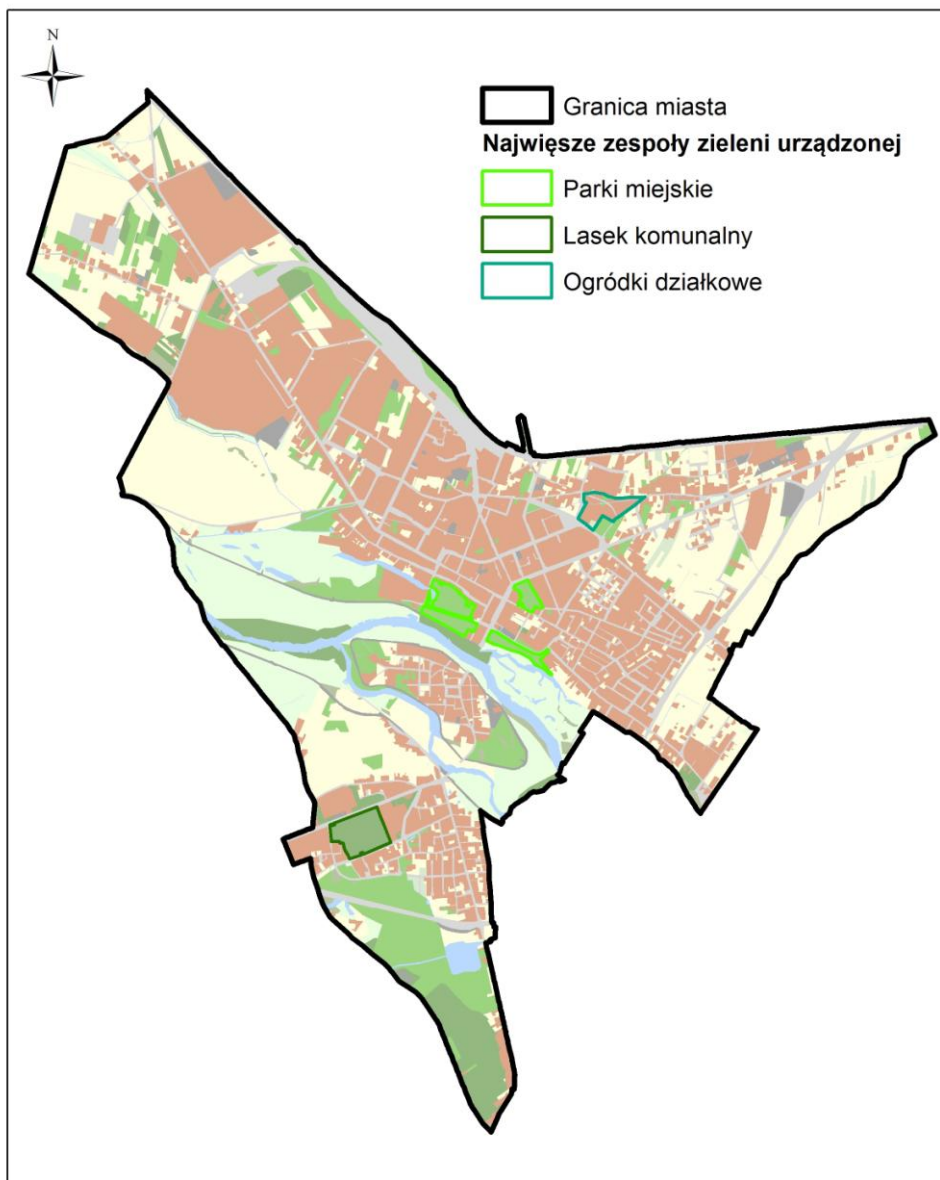 N
Granica miasta
Najwięsze zespoły zieleni urządzonej
Parki miejskie
Lasek komunalny
Ogródki działkowe